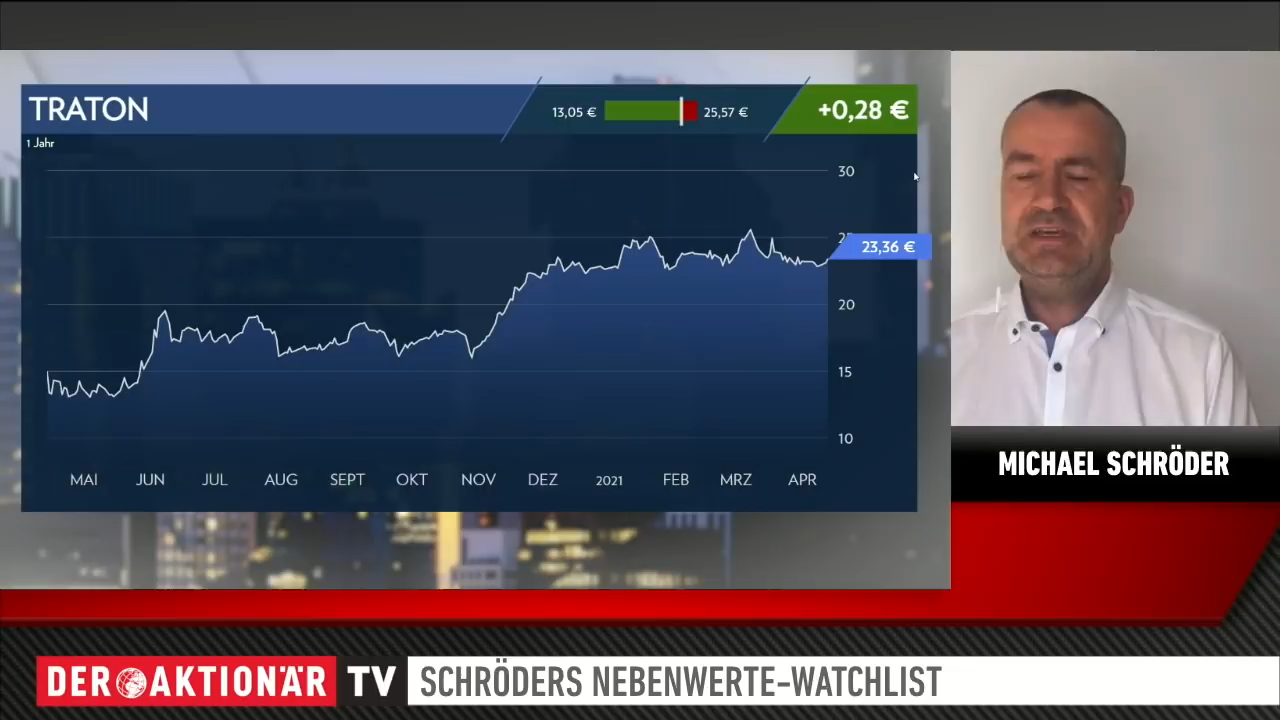 TRATON
13,05 €
25,57 €
+0,28 €
1 Jahr
30
25
23,36 €
20
15
10
MAI JUN JUL AUG SEPT OKT NOV DEZ 2021 FEB MRZ APR
MICHAEL SCHRÖDER
DER AKTIONÄR TV
SCHRÖDERS NEBENWERTE-WATCHLIST